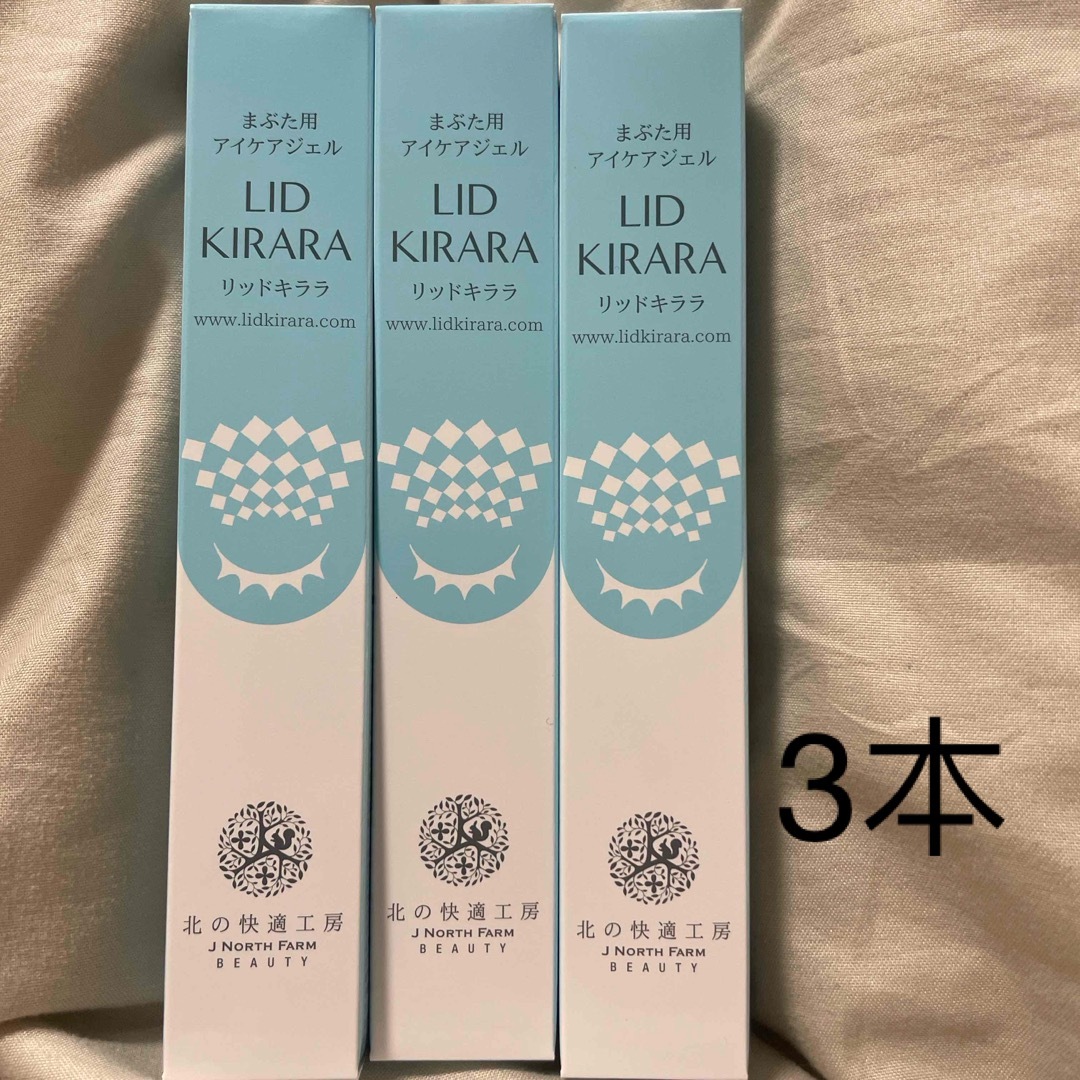 まぶた用
アイケアジェル
LID
KIRARA
リッドキララ
www.lidkirara.com
北の快適工房
J NORTH FARM
BEAUTY
まぶた用
アイケアジェル
LID
KIRARA
リッドキララ
www.lidkirara.com
北の快適工房
J NORTH FARM
BEAUTY
まぶた用
アイケアジェル
LID
KIRARA
リッドキララ
www.lidkirara.com
北の快適工房
J NORTH FARM
BEAUTY
3本